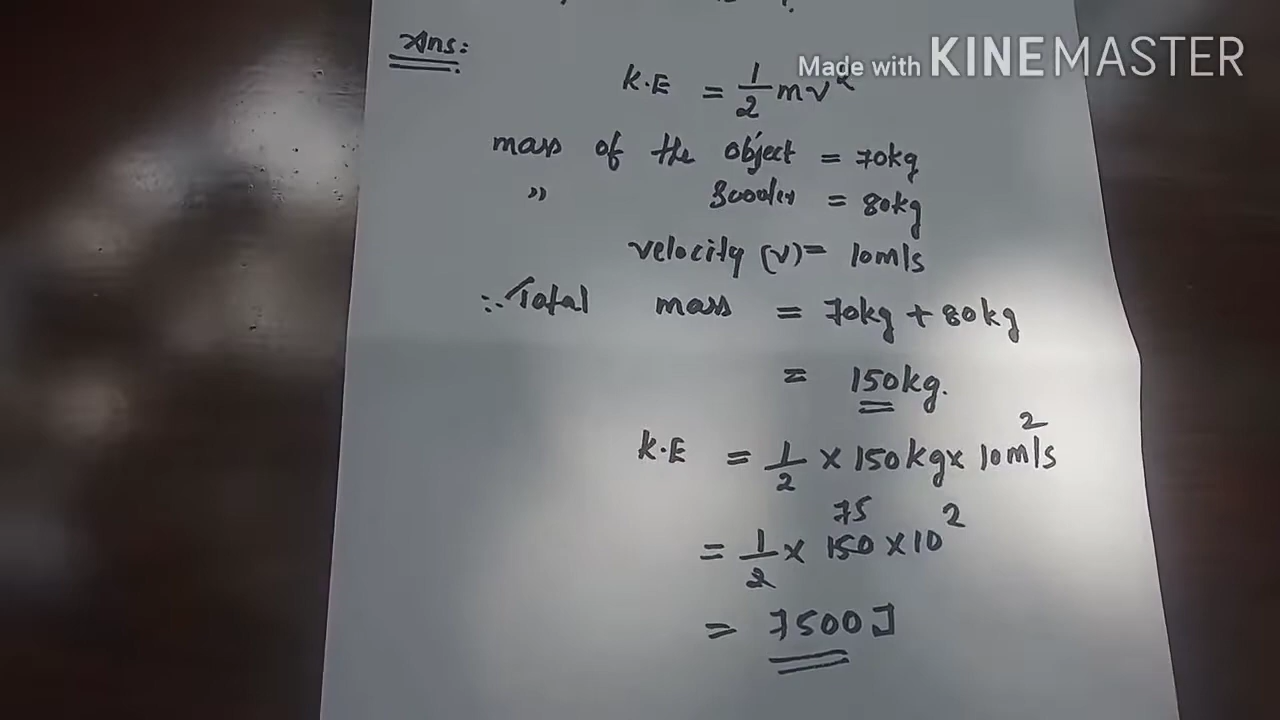 Ans:
Made with KINEMASTER
K.E = 1/2 mv²
mass of the object = 70kg
" Scooter = 80kg
velocity (v) = 10m/s
∴ Total mass = 70kg + 80kg
= 150kg.
K.E = 1/2 × 150kg × 10m/s²
75
= 1/2 × 150 × 10²
= 7500J